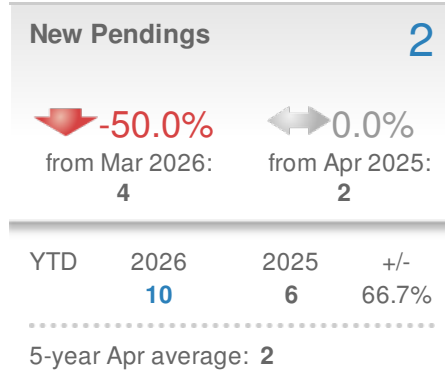 New Pendings 2
-50.0% 0.0%
from Mar 2026: from Apr 2025:
4 2
YTD 2026 2025 +/-
10 6 66.7%
5-year Apr average: 2